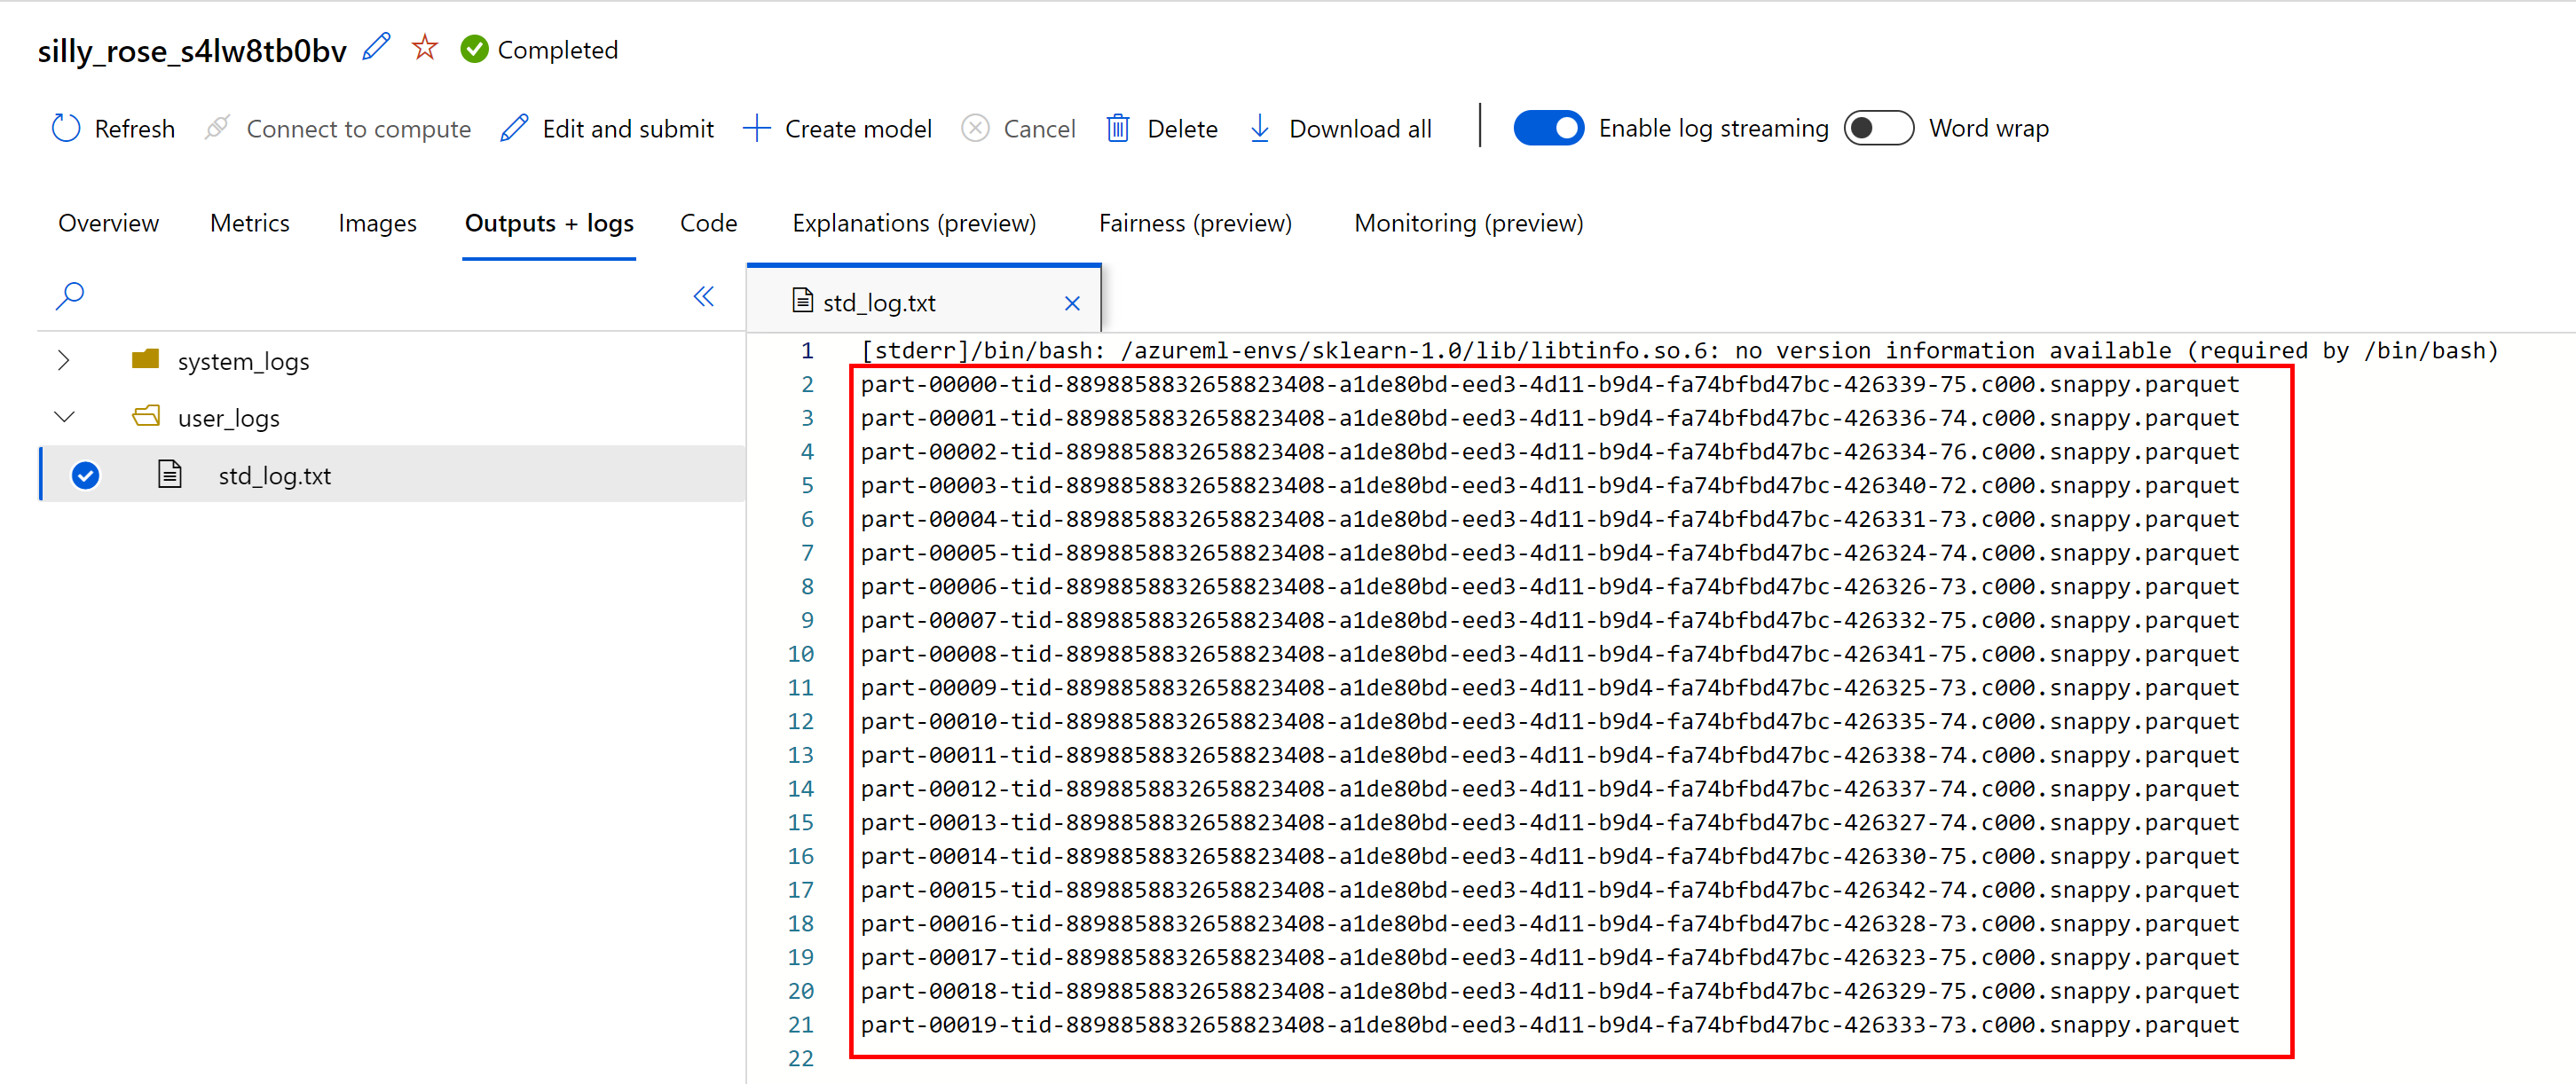 silly_rose_s4lw8tb0bv Completed
Refresh Connect to compute Edit and submit Create model Cancel Delete Download all Enable log streaming Word wrap
Overview Metrics Images Outputs + logs Code Explanations (preview) Fairness (preview) Monitoring (preview)
system_logs
user_logs
std_log.txt
std_log.txt
1 [stderr]/bin/bash: /azureml-envs/sklearn-1.0/lib/libtinfo.so.6: no version information available (required by /bin/bash)
2 part-00000-tid-8898858832658823408-a1de80bd-eed3-4d11-b9d4-fa74bfbd47bc-426339-75.c000.snappy.parquet
3 part-00001-tid-8898858832658823408-a1de80bd-eed3-4d11-b9d4-fa74bfbd47bc-426336-74.c000.snappy.parquet
4 part-00002-tid-8898858832658823408-a1de80bd-eed3-4d11-b9d4-fa74bfbd47bc-426334-76.c000.snappy.parquet
5 part-00003-tid-8898858832658823408-a1de80bd-eed3-4d11-b9d4-fa74bfbd47bc-426340-72.c000.snappy.parquet
6 part-00004-tid-8898858832658823408-a1de80bd-eed3-4d11-b9d4-fa74bfbd47bc-426331-73.c000.snappy.parquet
7 part-00005-tid-8898858832658823408-a1de80bd-eed3-4d11-b9d4-fa74bfbd47bc-426324-74.c000.snappy.parquet
8 part-00006-tid-8898858832658823408-a1de80bd-eed3-4d11-b9d4-fa74bfbd47bc-426326-73.c000.snappy.parquet
9 part-00007-tid-8898858832658823408-a1de80bd-eed3-4d11-b9d4-fa74bfbd47bc-426332-75.c000.snappy.parquet
10 part-00008-tid-8898858832658823408-a1de80bd-eed3-4d11-b9d4-fa74bfbd47bc-426341-75.c000.snappy.parquet
11 part-00009-tid-8898858832658823408-a1de80bd-eed3-4d11-b9d4-fa74bfbd47bc-426325-73.c000.snappy.parquet
12 part-00010-tid-8898858832658823408-a1de80bd-eed3-4d11-b9d4-fa74bfbd47bc-426335-74.c000.snappy.parquet
13 part-00011-tid-8898858832658823408-a1de80bd-eed3-4d11-b9d4-fa74bfbd47bc-426338-74.c000.snappy.parquet
14 part-00012-tid-8898858832658823408-a1de80bd-eed3-4d11-b9d4-fa74bfbd47bc-426337-74.c000.snappy.parquet
15 part-00013-tid-8898858832658823408-a1de80bd-eed3-4d11-b9d4-fa74bfbd47bc-426327-74.c000.snappy.parquet
16 part-00014-tid-8898858832658823408-a1de80bd-eed3-4d11-b9d4-fa74bfbd47bc-426330-75.c000.snappy.parquet
17 part-00015-tid-8898858832658823408-a1de80bd-eed3-4d11-b9d4-fa74bfbd47bc-426342-74.c000.snappy.parquet
18 part-00016-tid-8898858832658823408-a1de80bd-eed3-4d11-b9d4-fa74bfbd47bc-426328-73.c000.snappy.parquet
19 part-00017-tid-8898858832658823408-a1de80bd-eed3-4d11-b9d4-fa74bfbd47bc-426323-75.c000.snappy.parquet
20 part-00018-tid-8898858832658823408-a1de80bd-eed3-4d11-b9d4-fa74bfbd47bc-426329-75.c000.snappy.parquet
21 part-00019-tid-8898858832658823408-a1de80bd-eed3-4d11-b9d4-fa74bfbd47bc-426333-73.c000.snappy.parquet
22